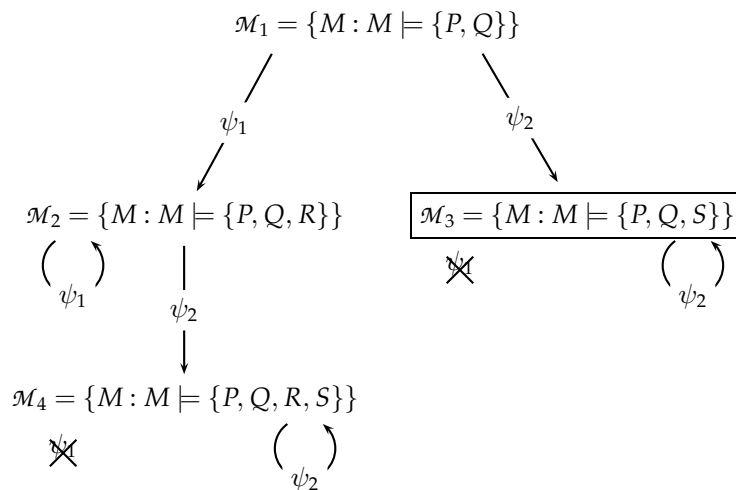 ℳ₁ = {M : M ⊨ {P, Q}}
ψ₁
ψ₂
ℳ₂ = {M : M ⊨ {P, Q, R}}
ℳ₃ = {M : M ⊨ {P, Q, S}}
ψ₁
ψ₁
ψ₂
ψ₂
ℳ₄ = {M : M ⊨ {P, Q, R, S}}
ψ₁
ψ₂